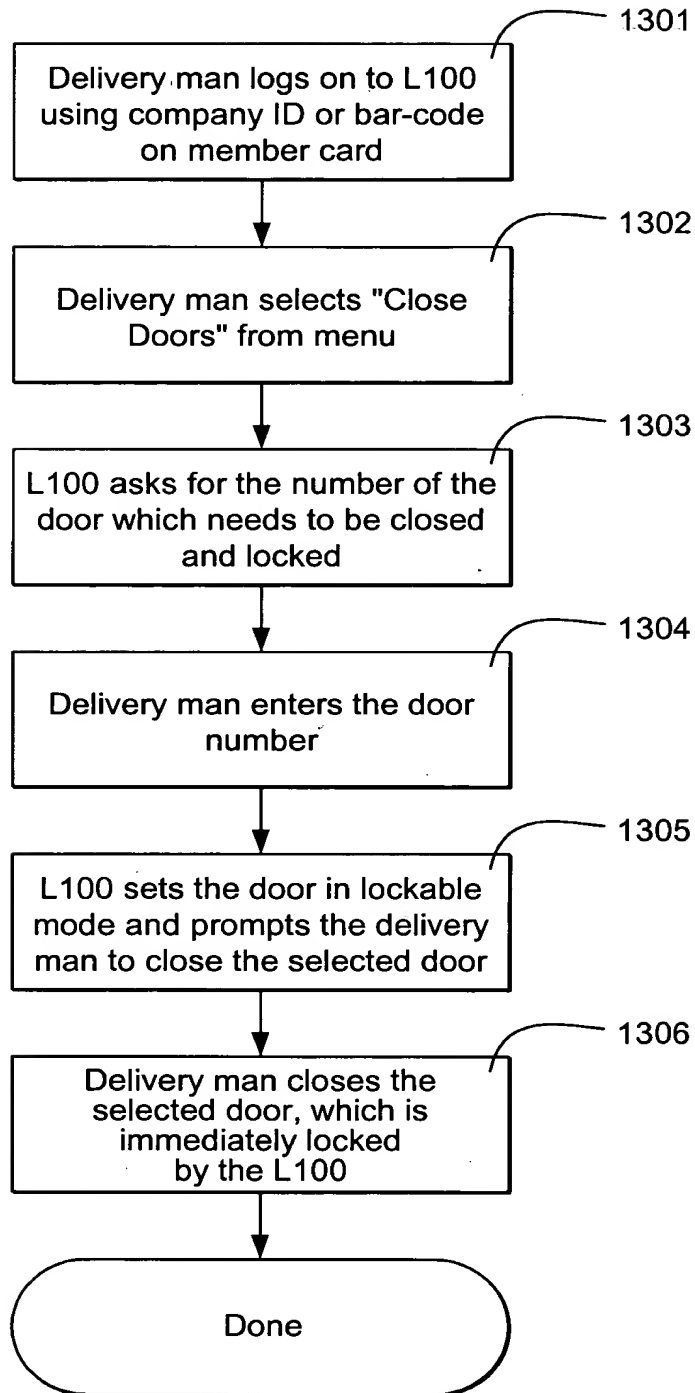 1301
Delivery man logs on to L100
using company ID or bar-code
on member card
1302
Delivery man selects "Close
Doors" from menu
1303
L100 asks for the number of the
door which needs to be closed
and locked
1304
Delivery man enters the door
number
1305
L100 sets the door in lockable
mode and prompts the delivery
man to close the selected door
1306
Delivery man closes the
selected door, which is
immediately locked
by the L100
Done